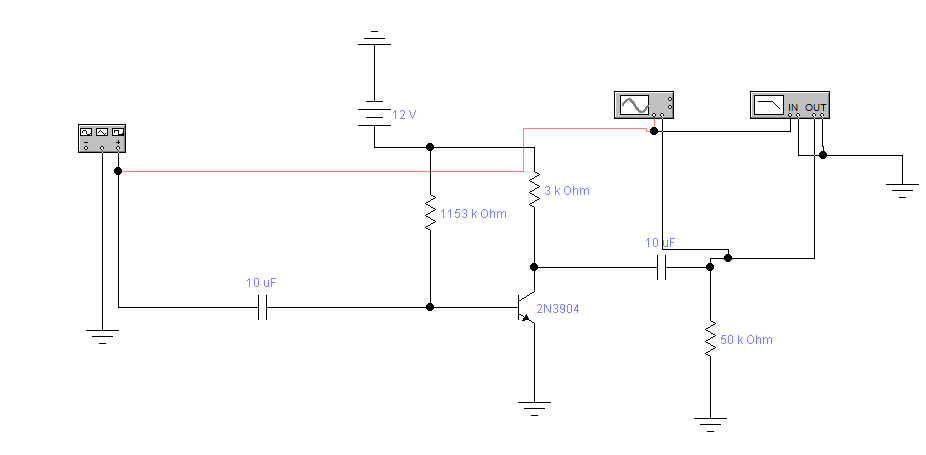 12 V
IN OUT
- +
3 k Ohm
1153 k Ohm
10 uF
10 uF
2N3904
50 k Ohm